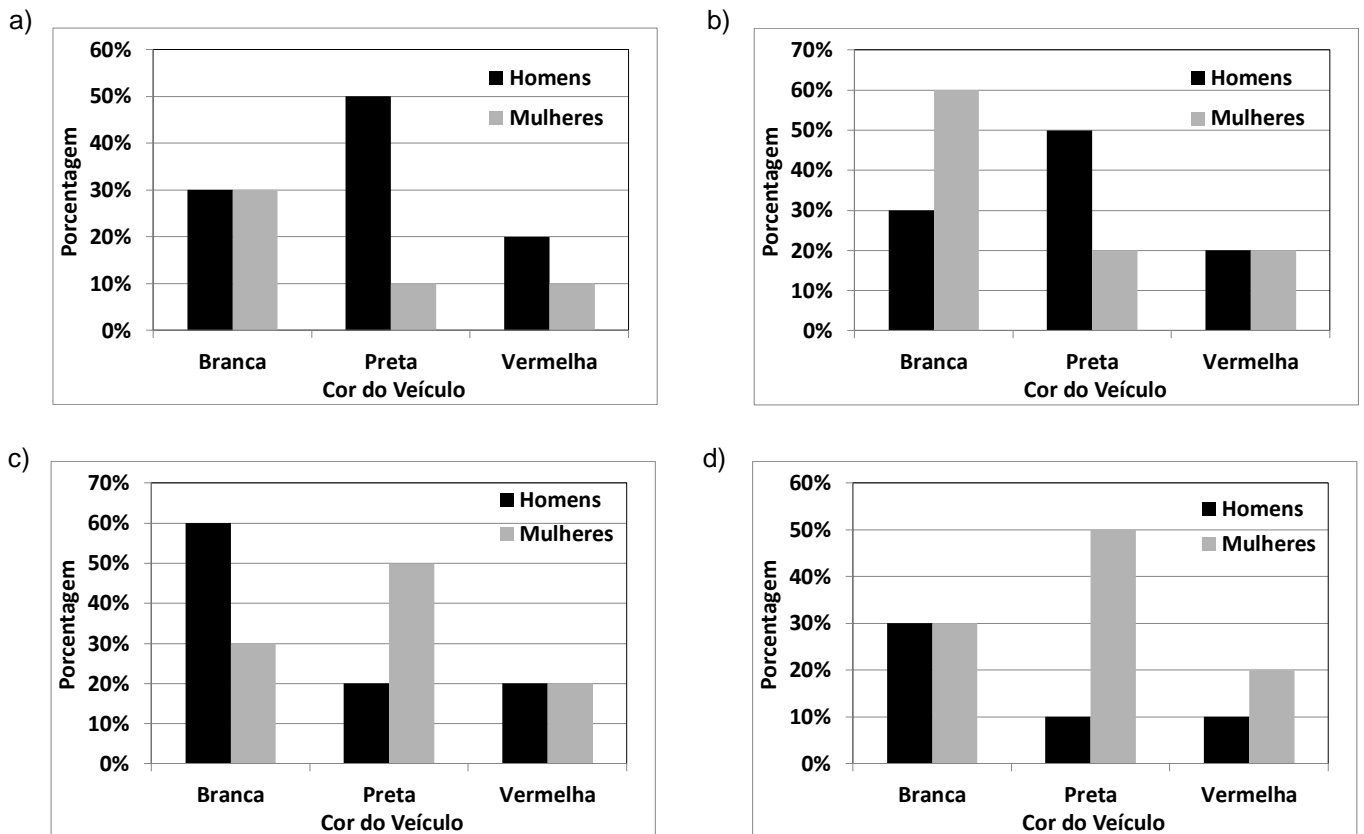 a)
60%
50%
40%
30%
20%
10%
0%
Porcentagem
Homens
Mulheres
Branca Preta Vermelha
Cor do Veículo
b)
70%
60%
50%
40%
30%
20%
10%
0%
Porcentagem
Homens
Mulheres
Branca Preta Vermelha
Cor do Veículo
c)
70%
60%
50%
40%
30%
20%
10%
0%
Porcentagem
Homens
Mulheres
Branca Preta Vermelha
Cor do Veículo
d)
60%
50%
40%
30%
20%
10%
0%
Porcentagem
Homens
Mulheres
Branca Preta Vermelha
Cor do Veículo